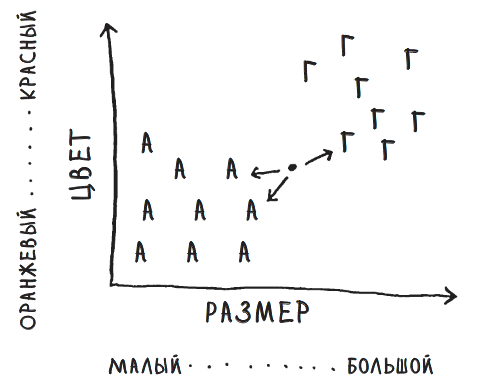 КРАСНЫЙ
ОРАНЖЕВЫЙ
ЦВЕТ
Г
Г Г
Г
Г Г
Г Г
А
А А
А А А
А А А
РАЗМЕР
МАЛЫЙ . . . . . . . . . . БОЛЬШОЙ